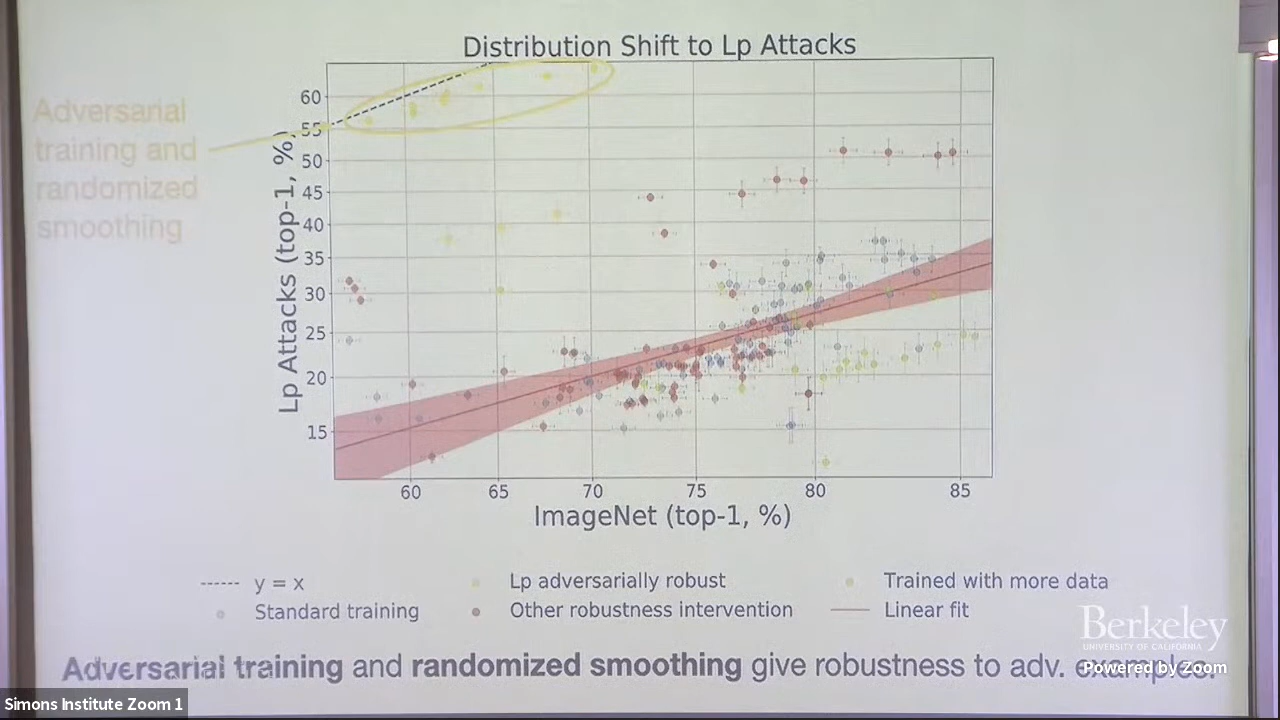 Distribution Shift to Lp Attacks
Adversarial
training and
randomized
smoothing
Lp Attacks (top-1, %)
60
55
50
45
40
35
30
25
20
15
60 65 70 75 80 85
ImageNet (top-1, %)
y = x
Lp adversarially robust
Trained with more data
Standard training
Other robustness intervention
Linear fit
Berkeley
UNIVERSITY OF CALIFORNIA
Adversarial training and randomized smoothing give robustness to adv. examples.
Powered by Zoom
Simons Institute Zoom 1